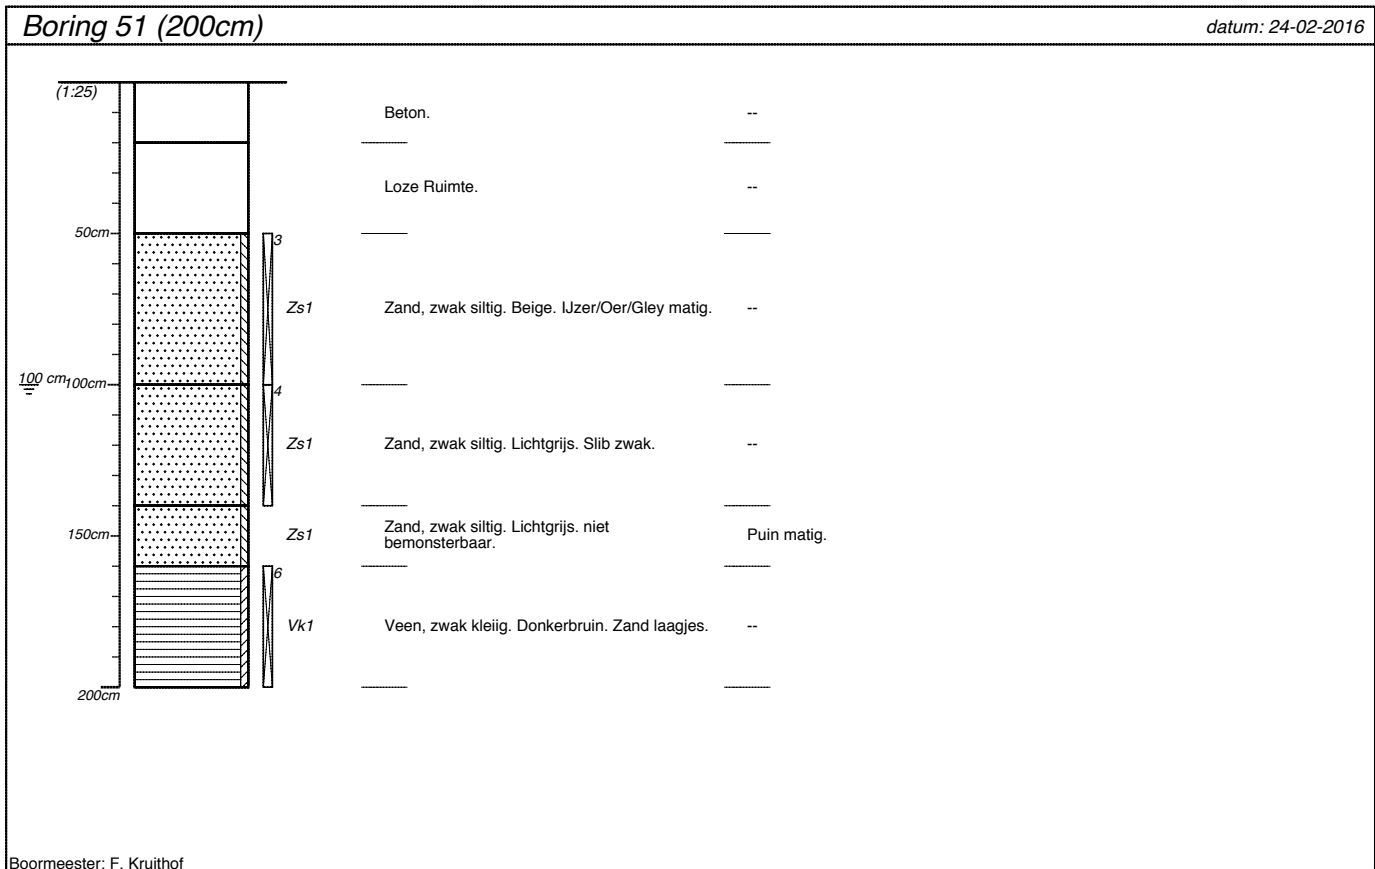 Boring 51 (200cm)
datum: 24-02-2016
(1:25)
Beton. --
Loze Ruimte. --
50cm
3
Zs1 Zand, zwak siltig. Beige. IJzer/Oer/Gley matig. --
100 cm 100cm
4
Zs1 Zand, zwak siltig. Lichtgrijs. Slib zwak. --
150cm Zs1 Zand, zwak siltig. Lichtgrijs. niet
bemonsterbaar. Puin matig.
6
Vk1 Veen, zwak kleiig. Donkerbruin. Zand laagjes. --
200cm
Boormeester: F. Kruithof